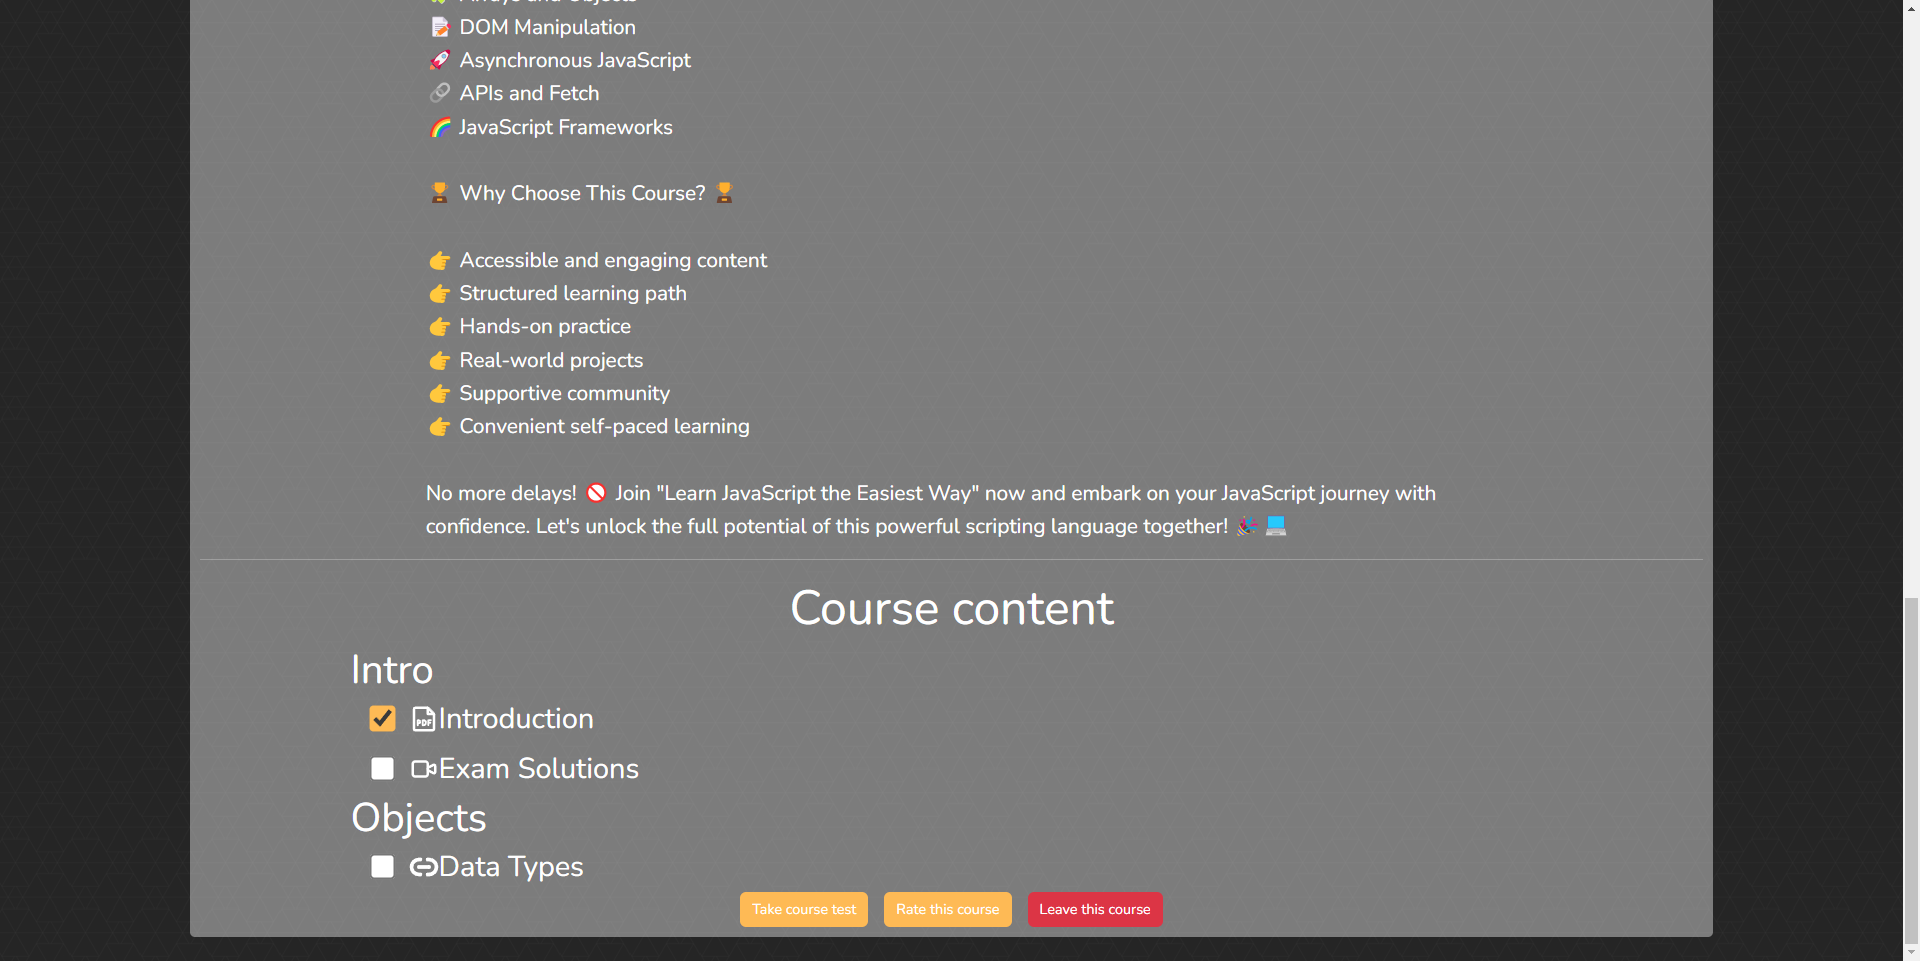 Arrays and Objects
DOM Manipulation
Asynchronous JavaScript
APIs and Fetch
JavaScript Frameworks
Why Choose This Course?
Accessible and engaging content
Structured learning path
Hands-on practice
Real-world projects
Supportive community
Convenient self-paced learning
No more delays! 🚫 Join "Learn JavaScript the Easiest Way" now and embark on your JavaScript journey with
confidence. Let's unlock the full potential of this powerful scripting language together! 🎉 💻
Course content
Intro
PDF Introduction
Exam Solutions
Objects
Data Types
Take course test
Rate this course
Leave this course